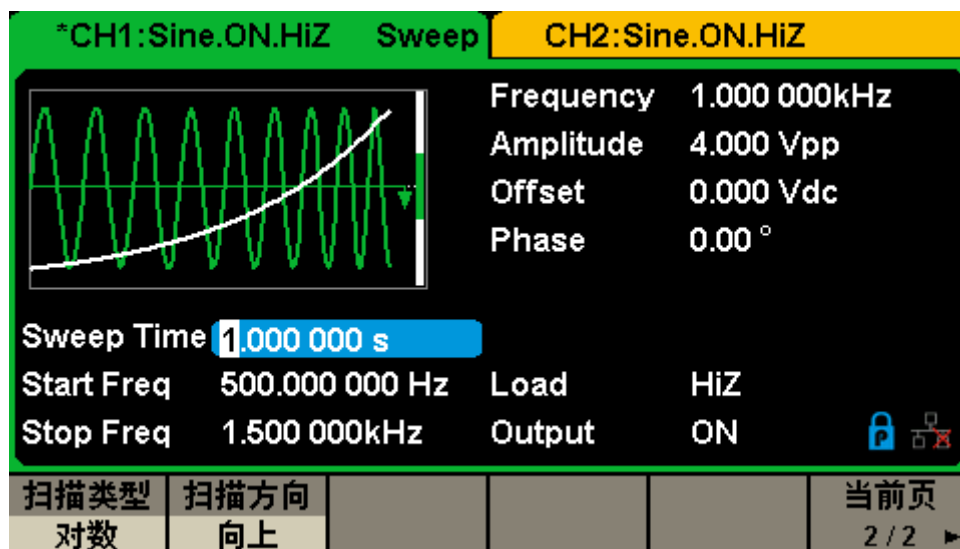 *CH1:Sine.ON.HiZ Sweep CH2:Sine.ON.HiZ
Frequency 1.000 000kHz
Amplitude 4.000 Vpp
Offset 0.000 Vdc
Phase 0.00 °
Sweep Time 1.000 000 s
Start Freq 500.000 000 Hz Load HiZ
Stop Freq 1.500 000kHz Output ON P
扫描类型 扫描方向 当前页
对数 向上 2/2